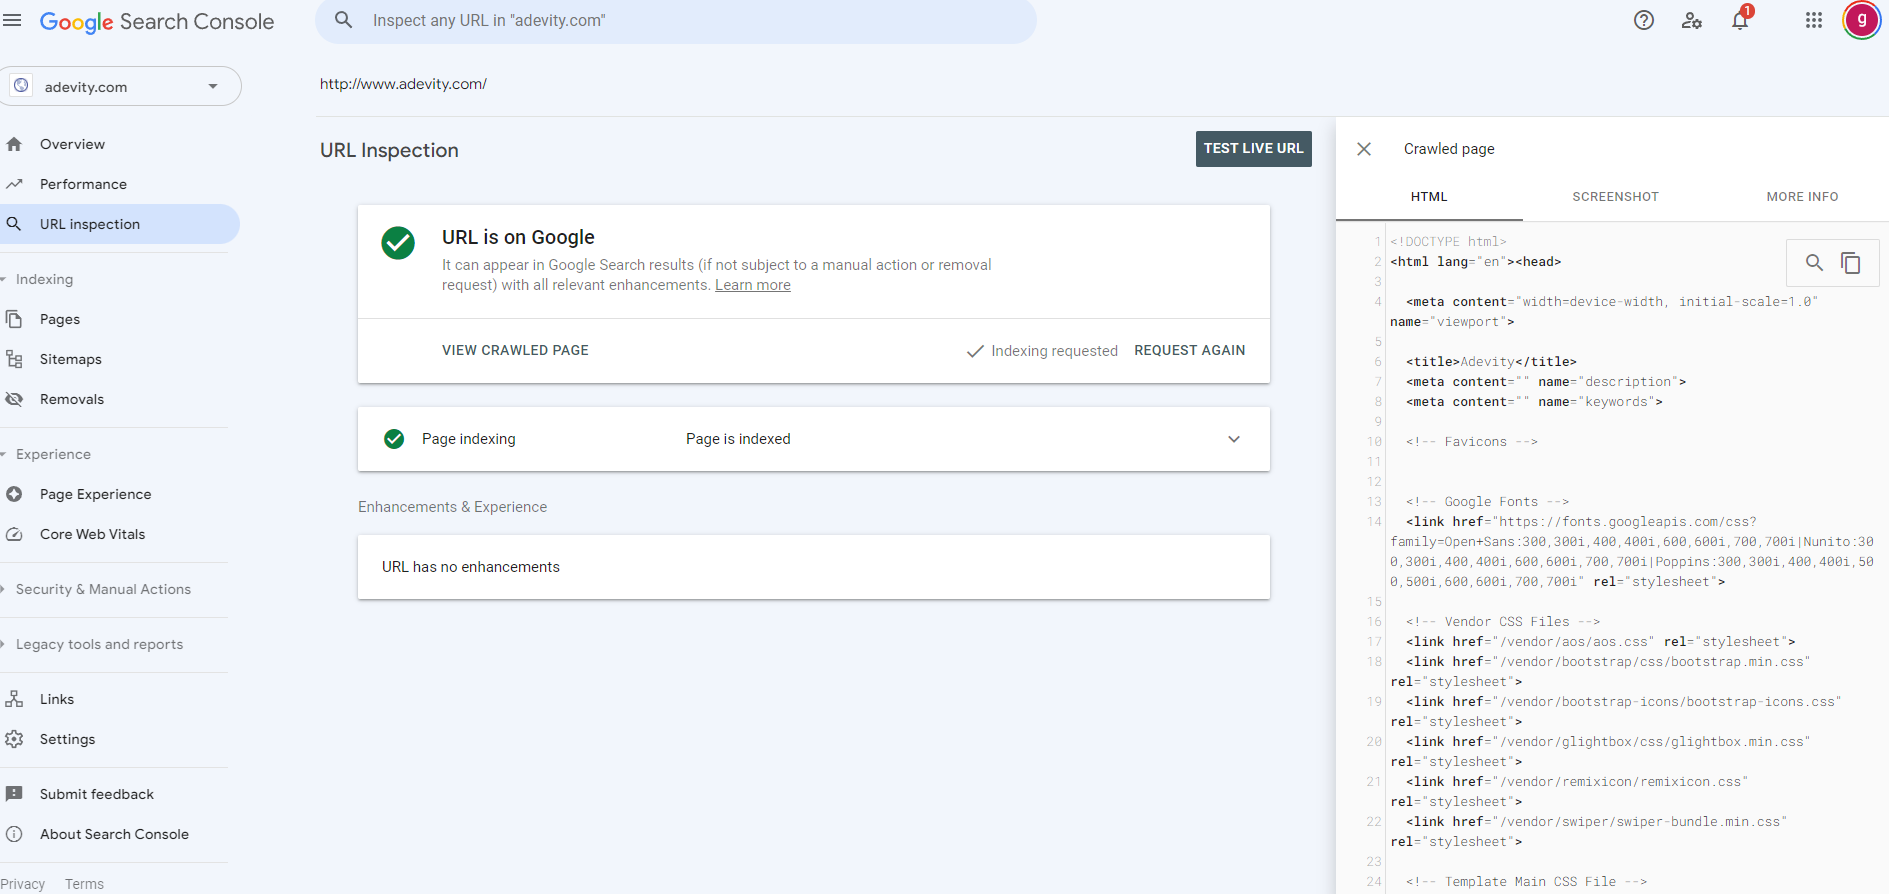 Google Search Console
Inspect any URL in "adevity.com"
1
g
adevity.com
http://www.adevity.com/
Overview
Performance
URL inspection
Indexing
Pages
Sitemaps
Removals
Experience
Page Experience
Core Web Vitals
Security & Manual Actions
Legacy tools and reports
Links
Settings
Submit feedback
About Search Console
Privacy Terms
URL Inspection
TEST LIVE URL
URL is on Google
It can appear in Google Search results (if not subject to a manual action or removal
request) with all relevant enhancements. Learn more
VIEW CRAWLED PAGE
Indexing requested
REQUEST AGAIN
Page indexing
Page is indexed
Enhancements & Experience
URL has no enhancements
Crawled page
HTML
SCREENSHOT
MORE INFO
1 <!DOCTYPE html>
2 <html lang="en"><head>
3
4 <meta content="width=device-width, initial-scale=1.0"
name="viewport">
5
6 <title>Adevity</title>
7 <meta content="" name="description">
8 <meta content="" name="keywords">
9
10 <!-- Favicons -->
11
12
13 <!-- Google Fonts -->
14 <link href="https://fonts.googleapis.com/css?
family=Open+Sans:300,300i,400,400i,600,600i,700,700i|Nunito:30
0,300i,400,400i,600,600i,700,700i|Poppins:300,300i,400,400i,50
0,500i,600,600i,700,700i" rel="stylesheet">
15
16 <!-- Vendor CSS Files -->
17 <link href="/vendor/aos/aos.css" rel="stylesheet">
18 <link href="/vendor/bootstrap/css/bootstrap.min.css"
rel="stylesheet">
19 <link href="/vendor/bootstrap-icons/bootstrap-icons.css"
rel="stylesheet">
20 <link href="/vendor/glightbox/css/glightbox.min.css"
rel="stylesheet">
21 <link href="/vendor/remixicon/remixicon.css"
rel="stylesheet">
22 <link href="/vendor/swiper/swiper-bundle.min.css"
rel="stylesheet">
23
24 <!-- Template Main CSS File -->